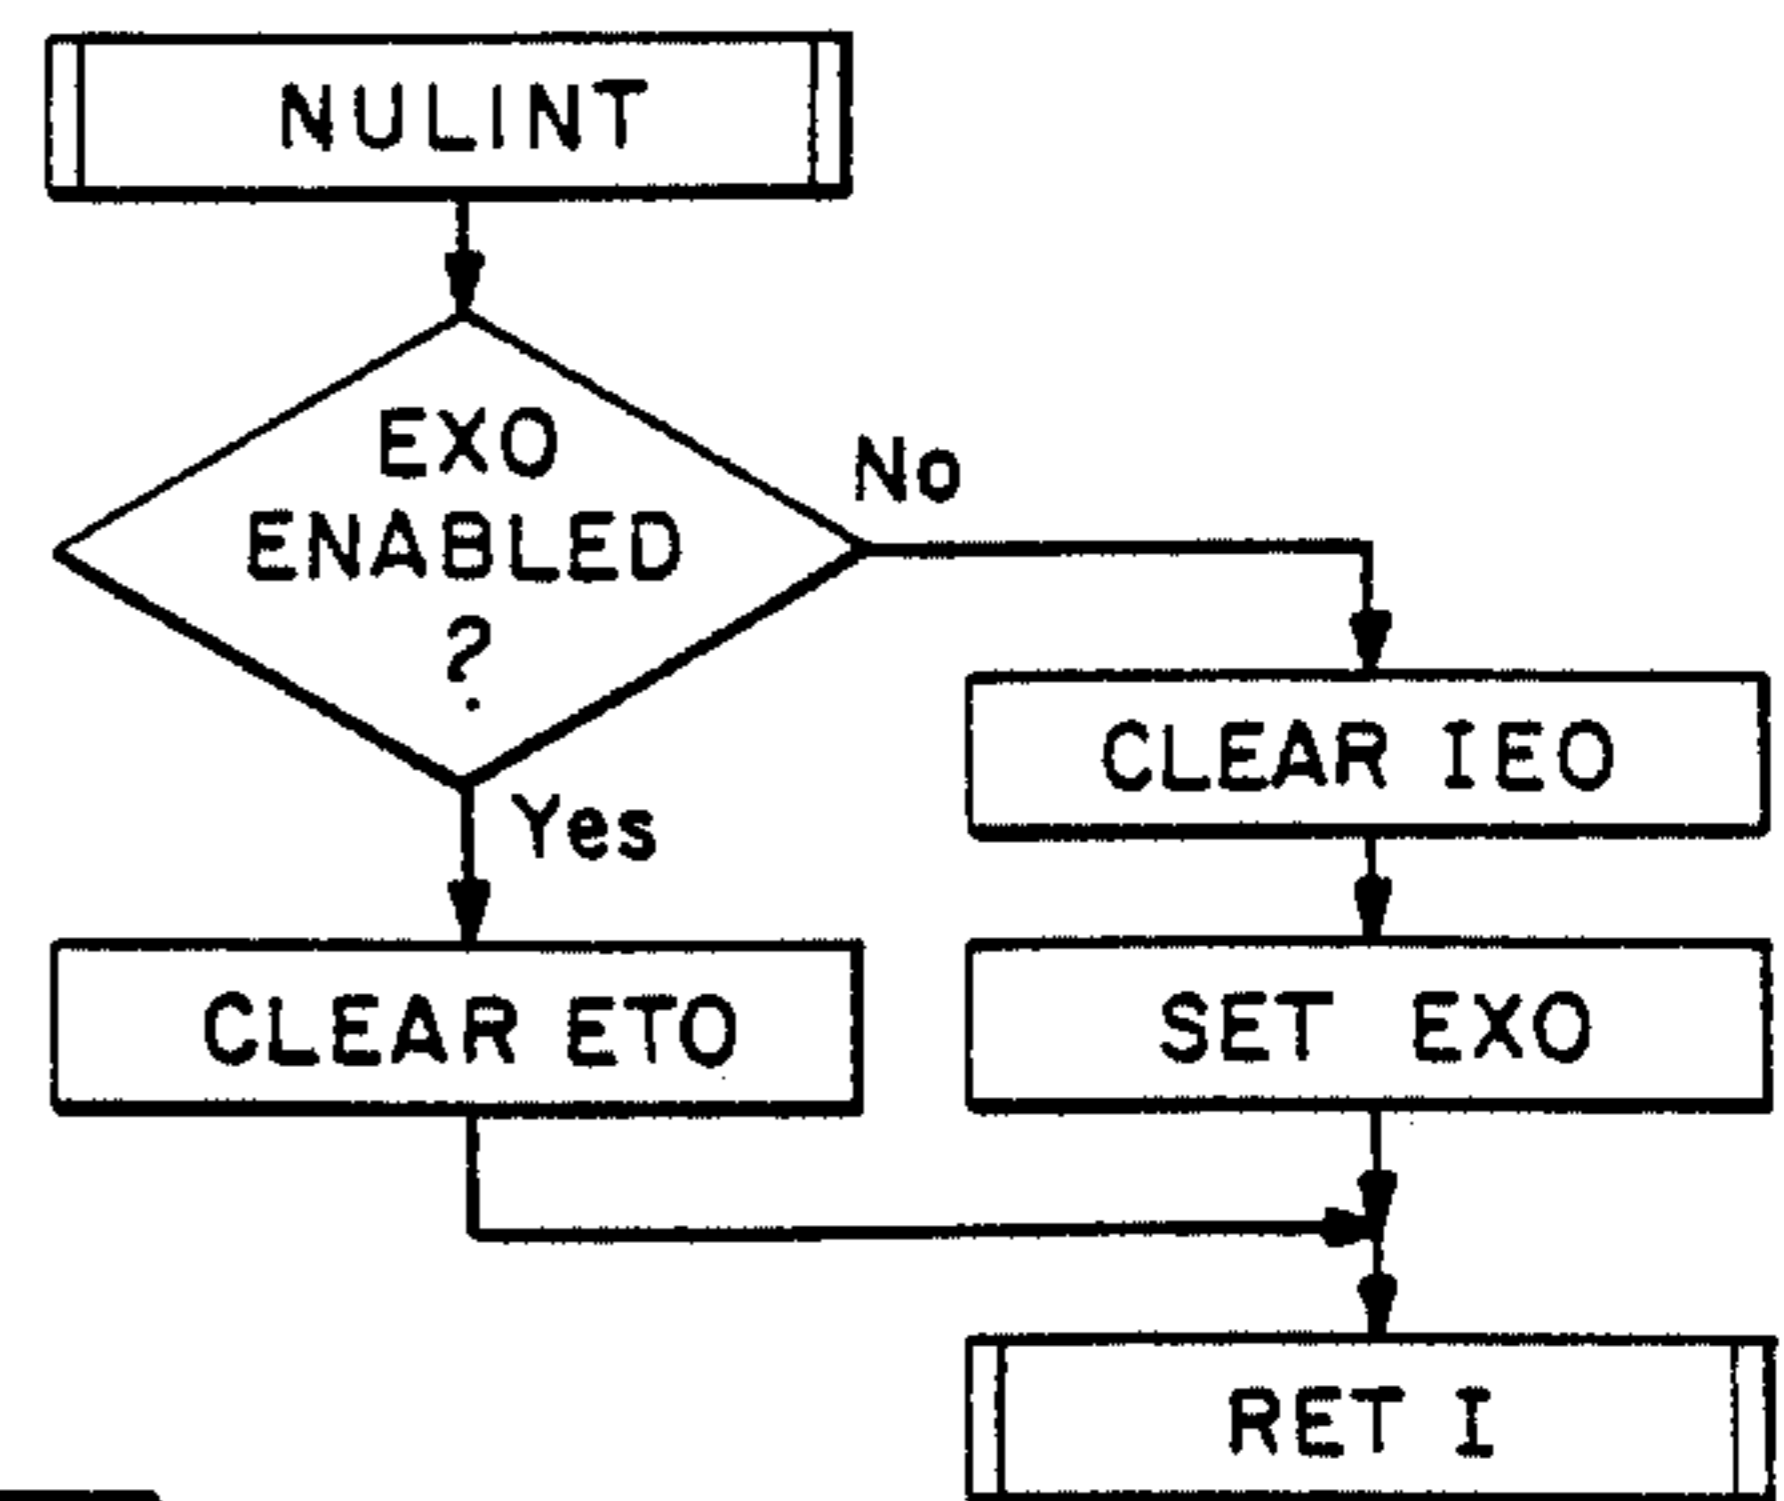 NULINT
EXO
ENABLED
?
No
Yes
CLEAR IEO
CLEAR ETO
SET EXO
RET I